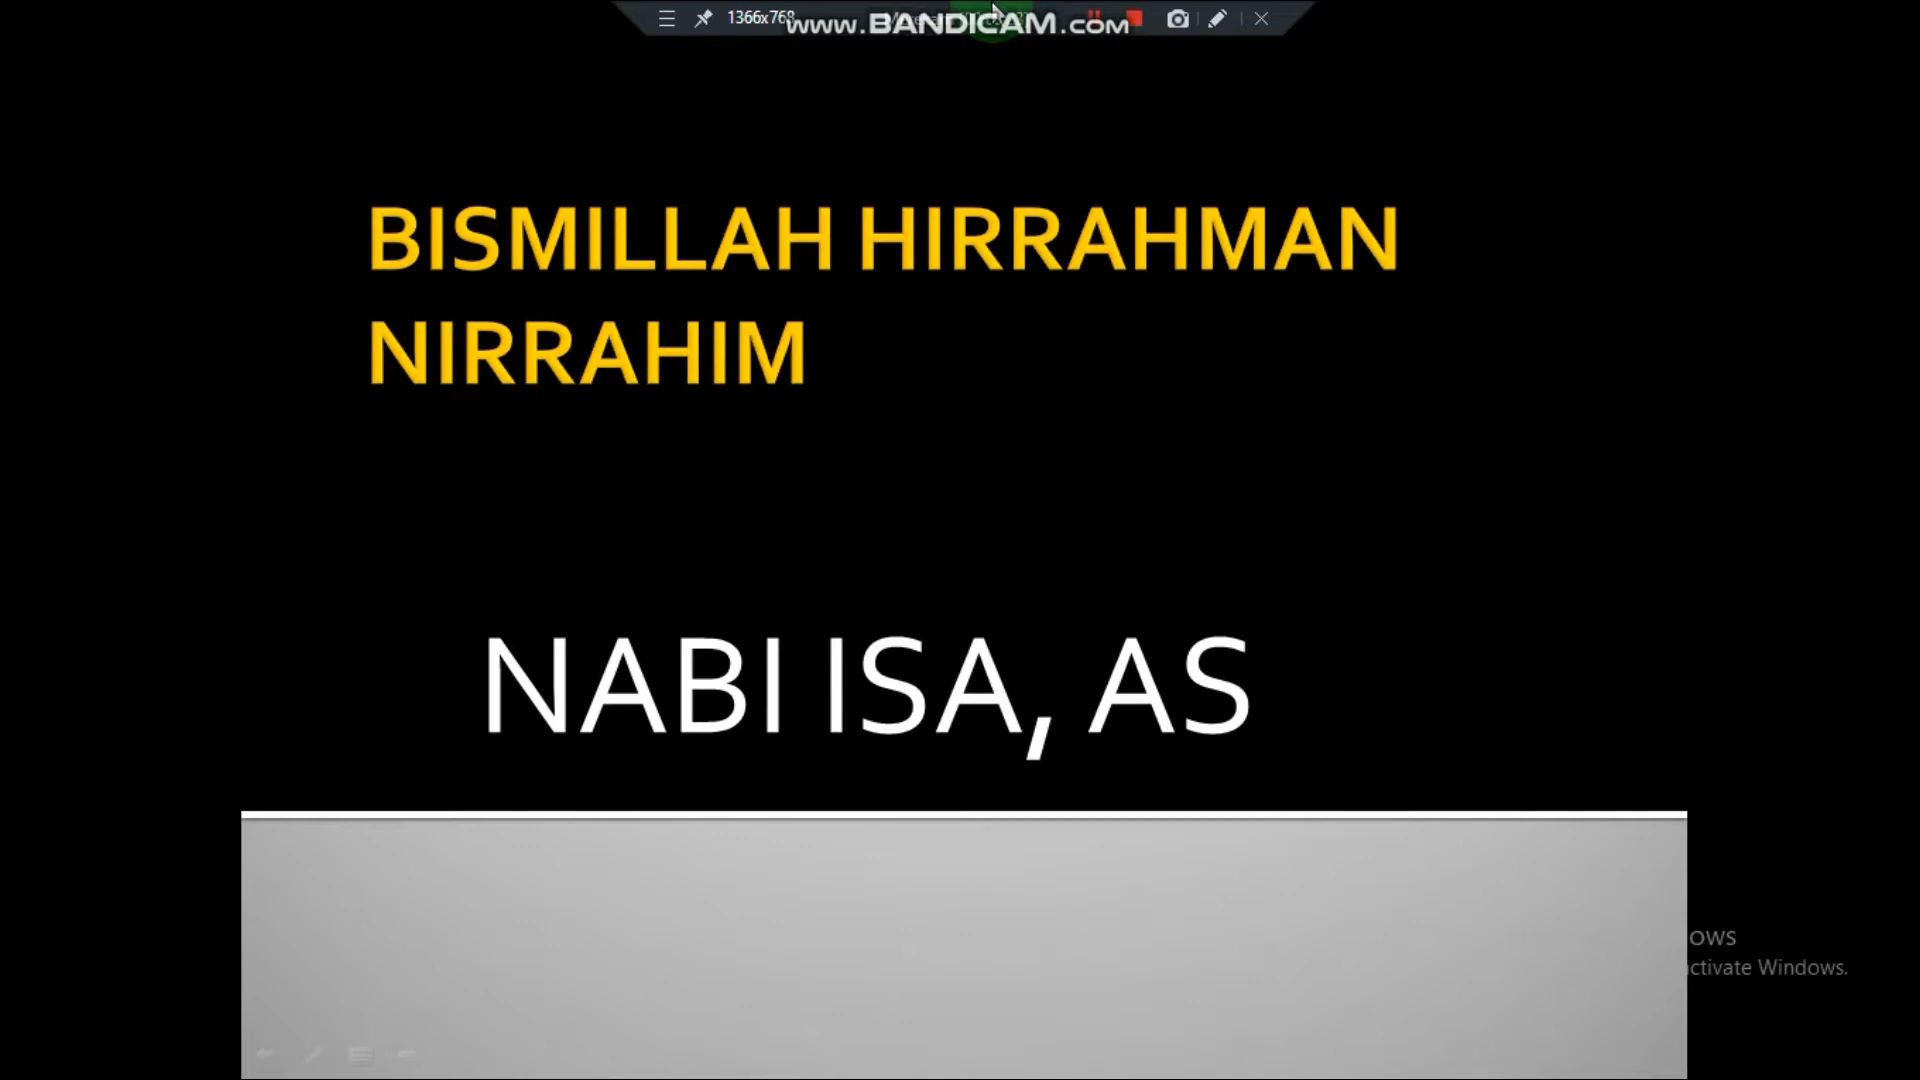 1366x768
www.BANDICAM.com
BISMILLAH HIRRAHMAN
NIRRAHIM
NABI ISA, AS
ows
ctivate Windows.